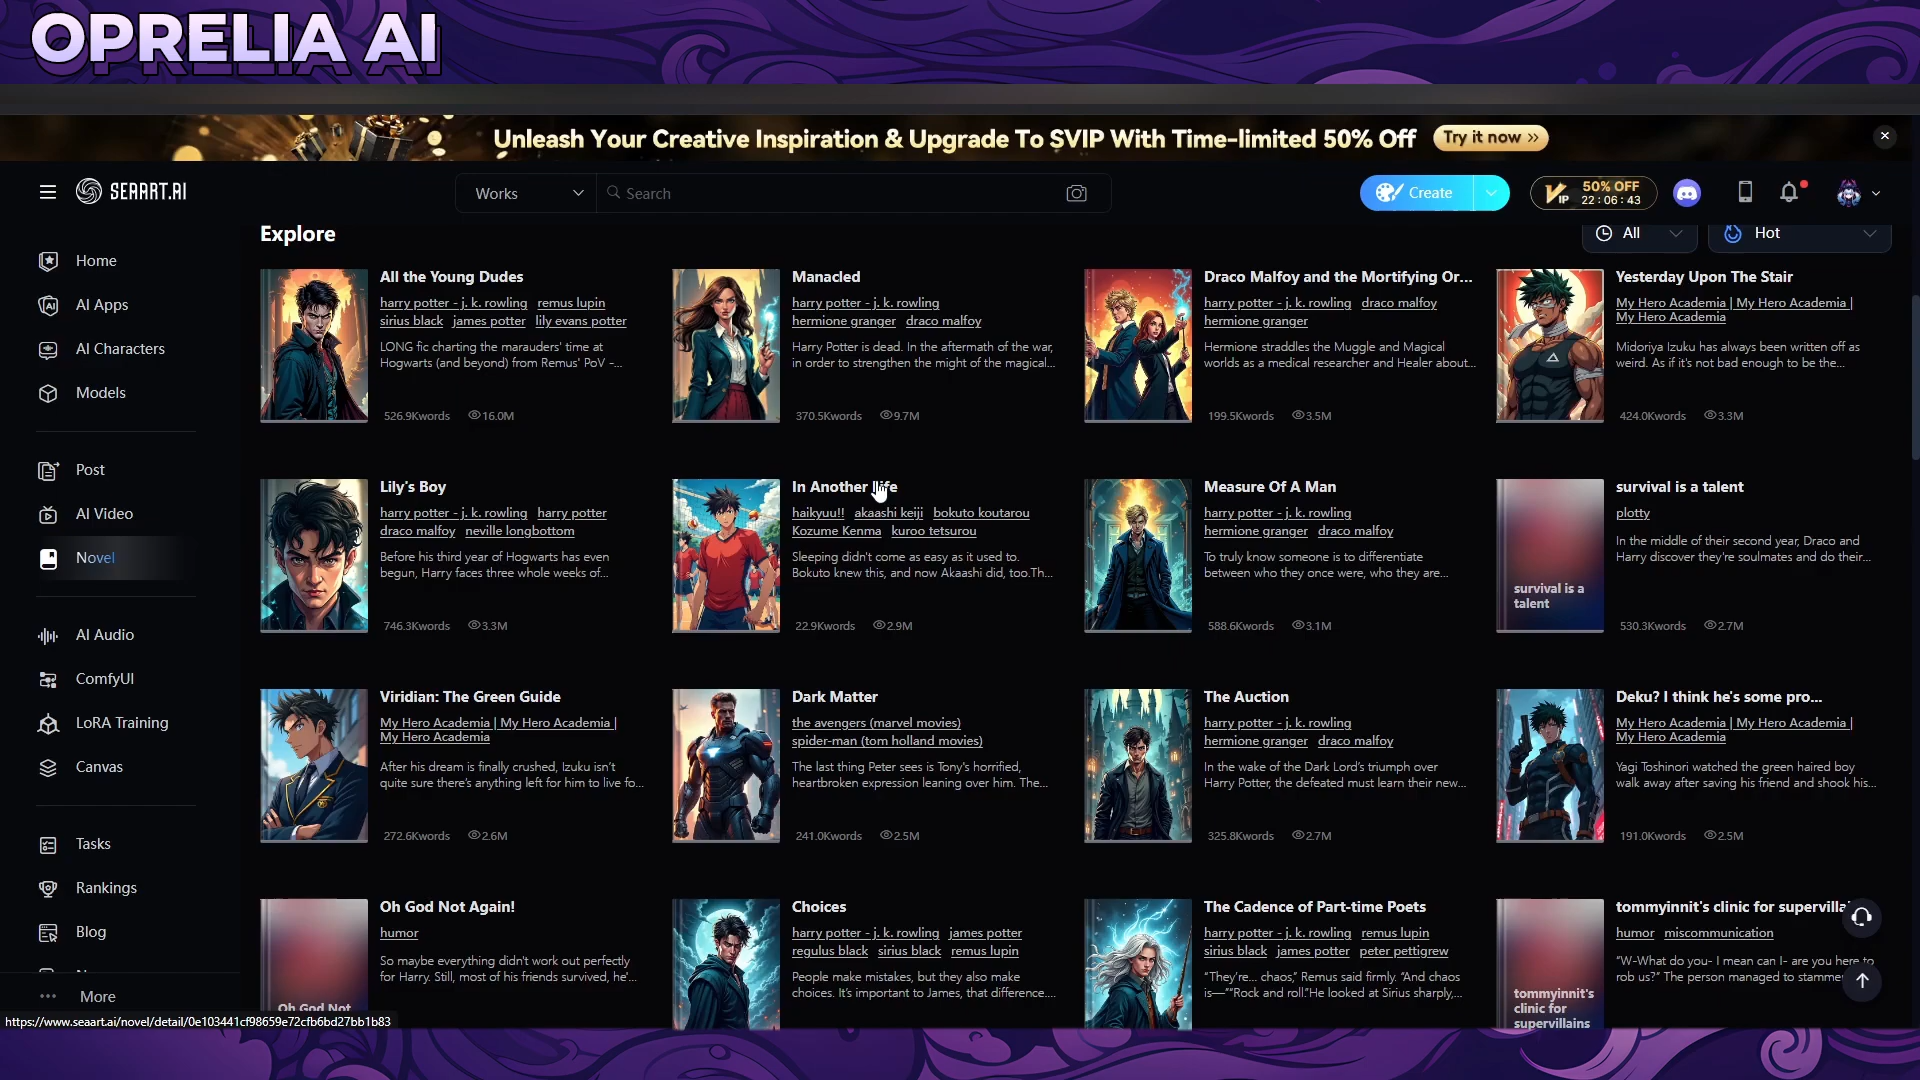 OPRELIA AI
Unleash Your Creative Inspiration & Upgrade To SVIP With Time-limited 50% Off
Try it now »
SEAART.AI
Works
Search
Create
VIP
50% OFF
22 : 06 : 43
Home
AI Apps
AI Characters
Models
Post
AI Video
Novel
AI Audio
ComfyUI
LoRA Training
Canvas
Tasks
Rankings
Blog
More
Explore
All
Hot
All the Young Dudes
harry potter - j. k. rowling remus lupin
sirius black james potter lily evans potter
LONG fic charting the marauders' time at
Hogwarts (and beyond) from Remus' PoV -...
526.9Kwords 16.0M
Manacled
harry potter - j. k. rowling
hermione granger draco malfoy
Harry Potter is dead. In the aftermath of the war,
in order to strengthen the might of the magical...
370.5Kwords 9.7M
Draco Malfoy and the Mortifying Or...
harry potter - j. k. rowling draco malfoy
hermione granger
Hermione straddles the Muggle and Magical
worlds as a medical researcher and Healer about...
199.5Kwords 3.5M
Yesterday Upon The Stair
My Hero Academia | My Hero Academia |
My Hero Academia
Midoriya Izuku has always been written off as
weird. As if it's not bad enough to be the...
424.0Kwords 3.3M
Lily's Boy
harry potter - j. k. rowling harry potter
draco malfoy neville longbottom
Before his third year of Hogwarts has even
begun, Harry faces three whole weeks of...
746.3Kwords 3.3M
In Another life
haikyuu!! akaashi keiji bokuto koutarou
Kozume Kenma kuroo tetsurou
Sleeping didn't come as easy as it used to.
Bokuto knew this, and now Akaashi did, too.Th...
22.9Kwords 2.9M
Measure Of A Man
harry potter - j. k. rowling
hermione granger draco malfoy
To truly know someone is to differentiate
between who they once were, who they are...
588.6Kwords 3.1M
survival is a
talent
survival is a talent
plotty
In the middle of their second year, Draco and
Harry discover they're soulmates and do their...
530.3Kwords 2.7M
Viridian: The Green Guide
My Hero Academia | My Hero Academia |
My Hero Academia
After his dream is finally crushed, Izuku isn't
quite sure there's anything left for him to live fo...
272.6Kwords 2.6M
Dark Matter
the avengers (marvel movies)
spider-man (tom holland movies)
The last thing Peter sees is Tony's horrified,
heartbroken expression leaning over him. The...
241.0Kwords 2.5M
The Auction
harry potter - j. k. rowling
hermione granger draco malfoy
In the wake of the Dark Lord's triumph over
Harry Potter, the defeated must learn their new...
325.8Kwords 2.7M
Deku? I think he's some pro...
My Hero Academia | My Hero Academia |
My Hero Academia
Yagi Toshinori watched the green haired boy
walk away after saving his friend and shook his...
191.0Kwords 2.5M
Oh God Not
Oh God Not Again!
humor
So maybe everything didn't work out perfectly
for Harry. Still, most of his friends survived, he'...
Choices
harry potter - j. k. rowling james potter
regulus black sirius black remus lupin
People make mistakes, but they also make
choices. It's important to James, that difference....
The Cadence of Part-time Poets
harry potter - j. k. rowling remus lupin
sirius black james potter peter pettigrew
"They're... chaos," Remus said firmly. "And chaos
is—""Rock and roll."He looked at Sirius sharply,...
tommyinnit's
clinic for
supervillains
tommyinnit's clinic for supervilla
humor miscommunication
"W-What do you- I mean can I- are you here to
rob us?" The person managed to stamme
https://www.seaart.ai/novel/detail/0e103441cf98659e72cfb6bd27bb1b83